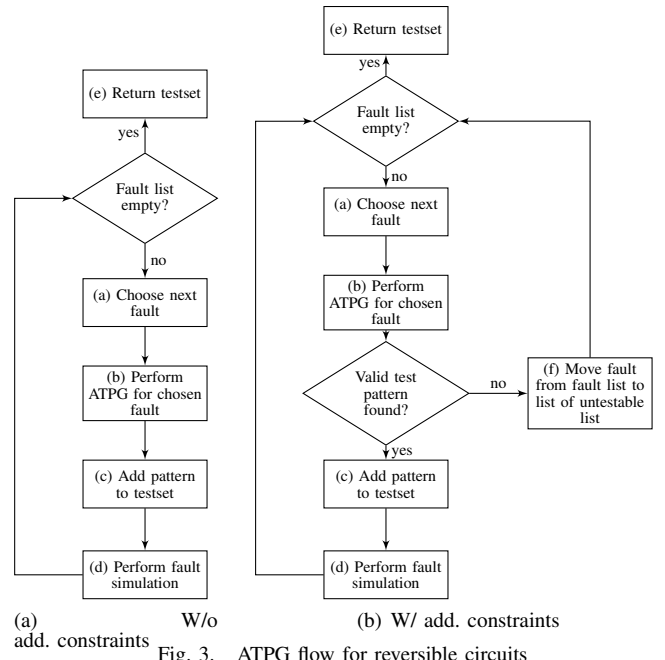 (e) Return testset
yes
Fault list
empty?
no
(a) Choose next
fault
(b) Perform
ATPG for chosen
fault
(c) Add pattern
to testset
(d) Perform fault
simulation
(a) W/o
add. constraints
(e) Return testset
yes
Fault list
empty?
no
(a) Choose next
fault
(b) Perform
ATPG for chosen
fault
Valid test
pattern
found?
no
(f) Move fault
from fault list to
list of untestable
list
yes
(c) Add pattern
to testset
(d) Perform fault
simulation
(b) W/ add. constraints
Fig. 3. ATPG flow for reversible circuits